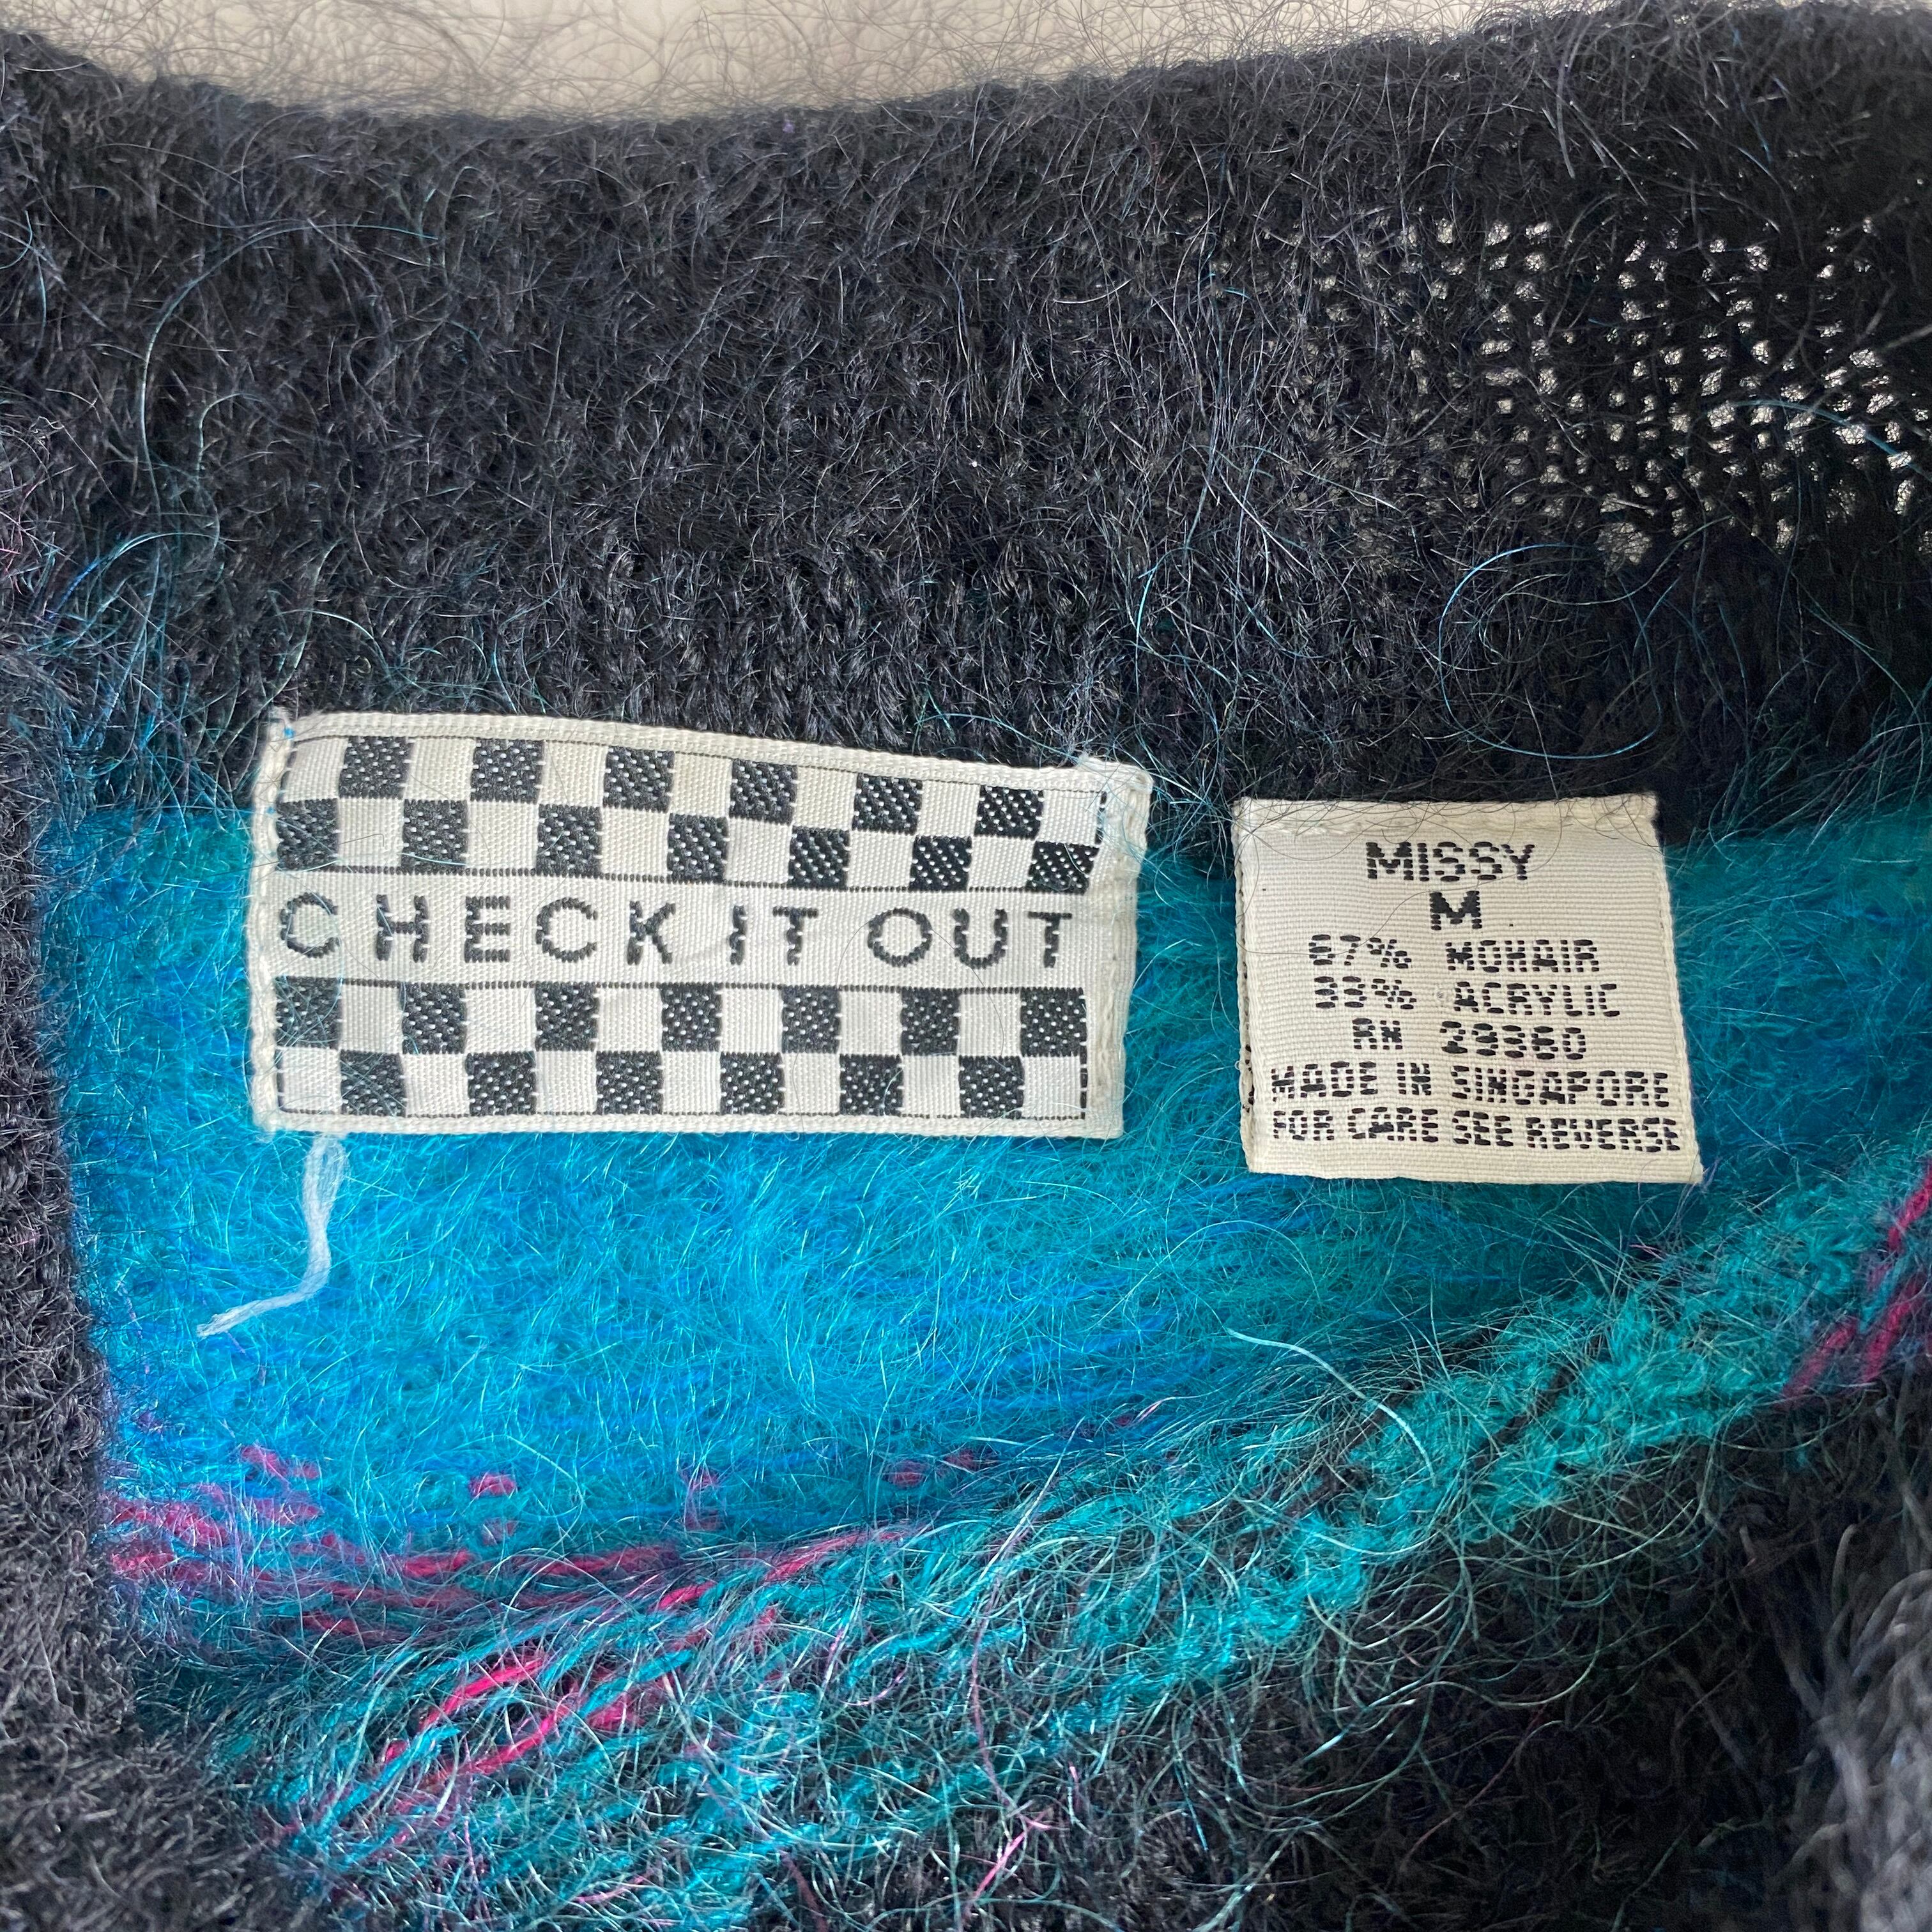 CHECK IT OUT
MISSY
M
67% MOHAIR
33% ACRYLIC
RN 29360
MADE IN SINGAPORE
FOR CARE SEE REVERSE